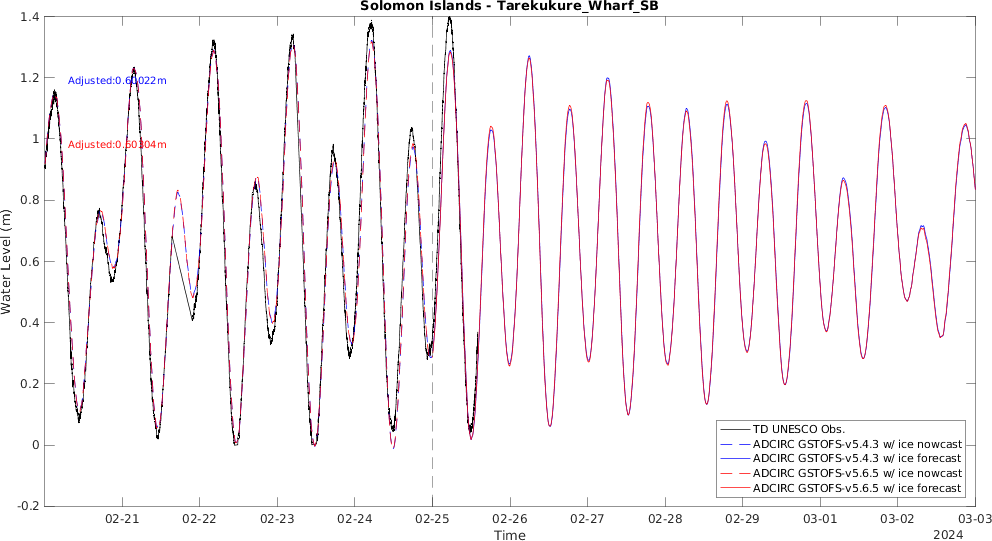 Solomon Islands - Tarekukure_Wharf_SB
1.4
1.2
1
0.8
0.6
0.4
0.2
0
-0.2
Water Level (m)
Adjusted:0.60022m
Adjusted:0.60304m
TD UNESCO Obs.
ADCIRC GSTOFS-v5.4.3 w/ ice nowcast
ADCIRC GSTOFS-v5.4.3 w/ ice forecast
ADCIRC GSTOFS-v5.6.5 w/ ice nowcast
ADCIRC GSTOFS-v5.6.5 w/ ice forecast
02-21 02-22 02-23 02-24 02-25 02-26 02-27 02-28 02-29 03-01 03-02 03-03
Time
2024